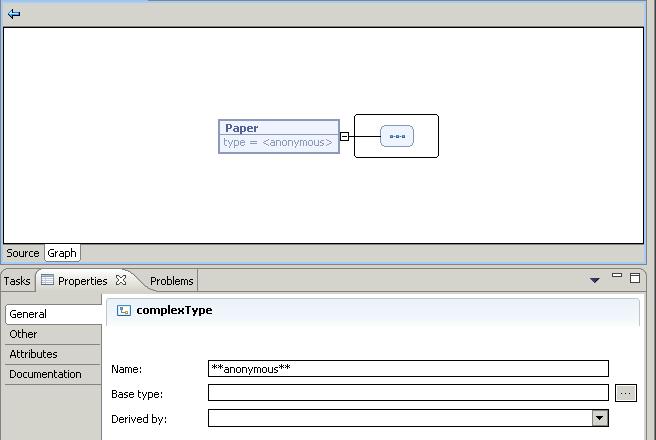 Paper
type = <anonymous>
Source Graph
Tasks Properties Problems
General
Other
Attributes
Documentation
complexType
Name: **anonymous**
Base type: ...
Derived by: